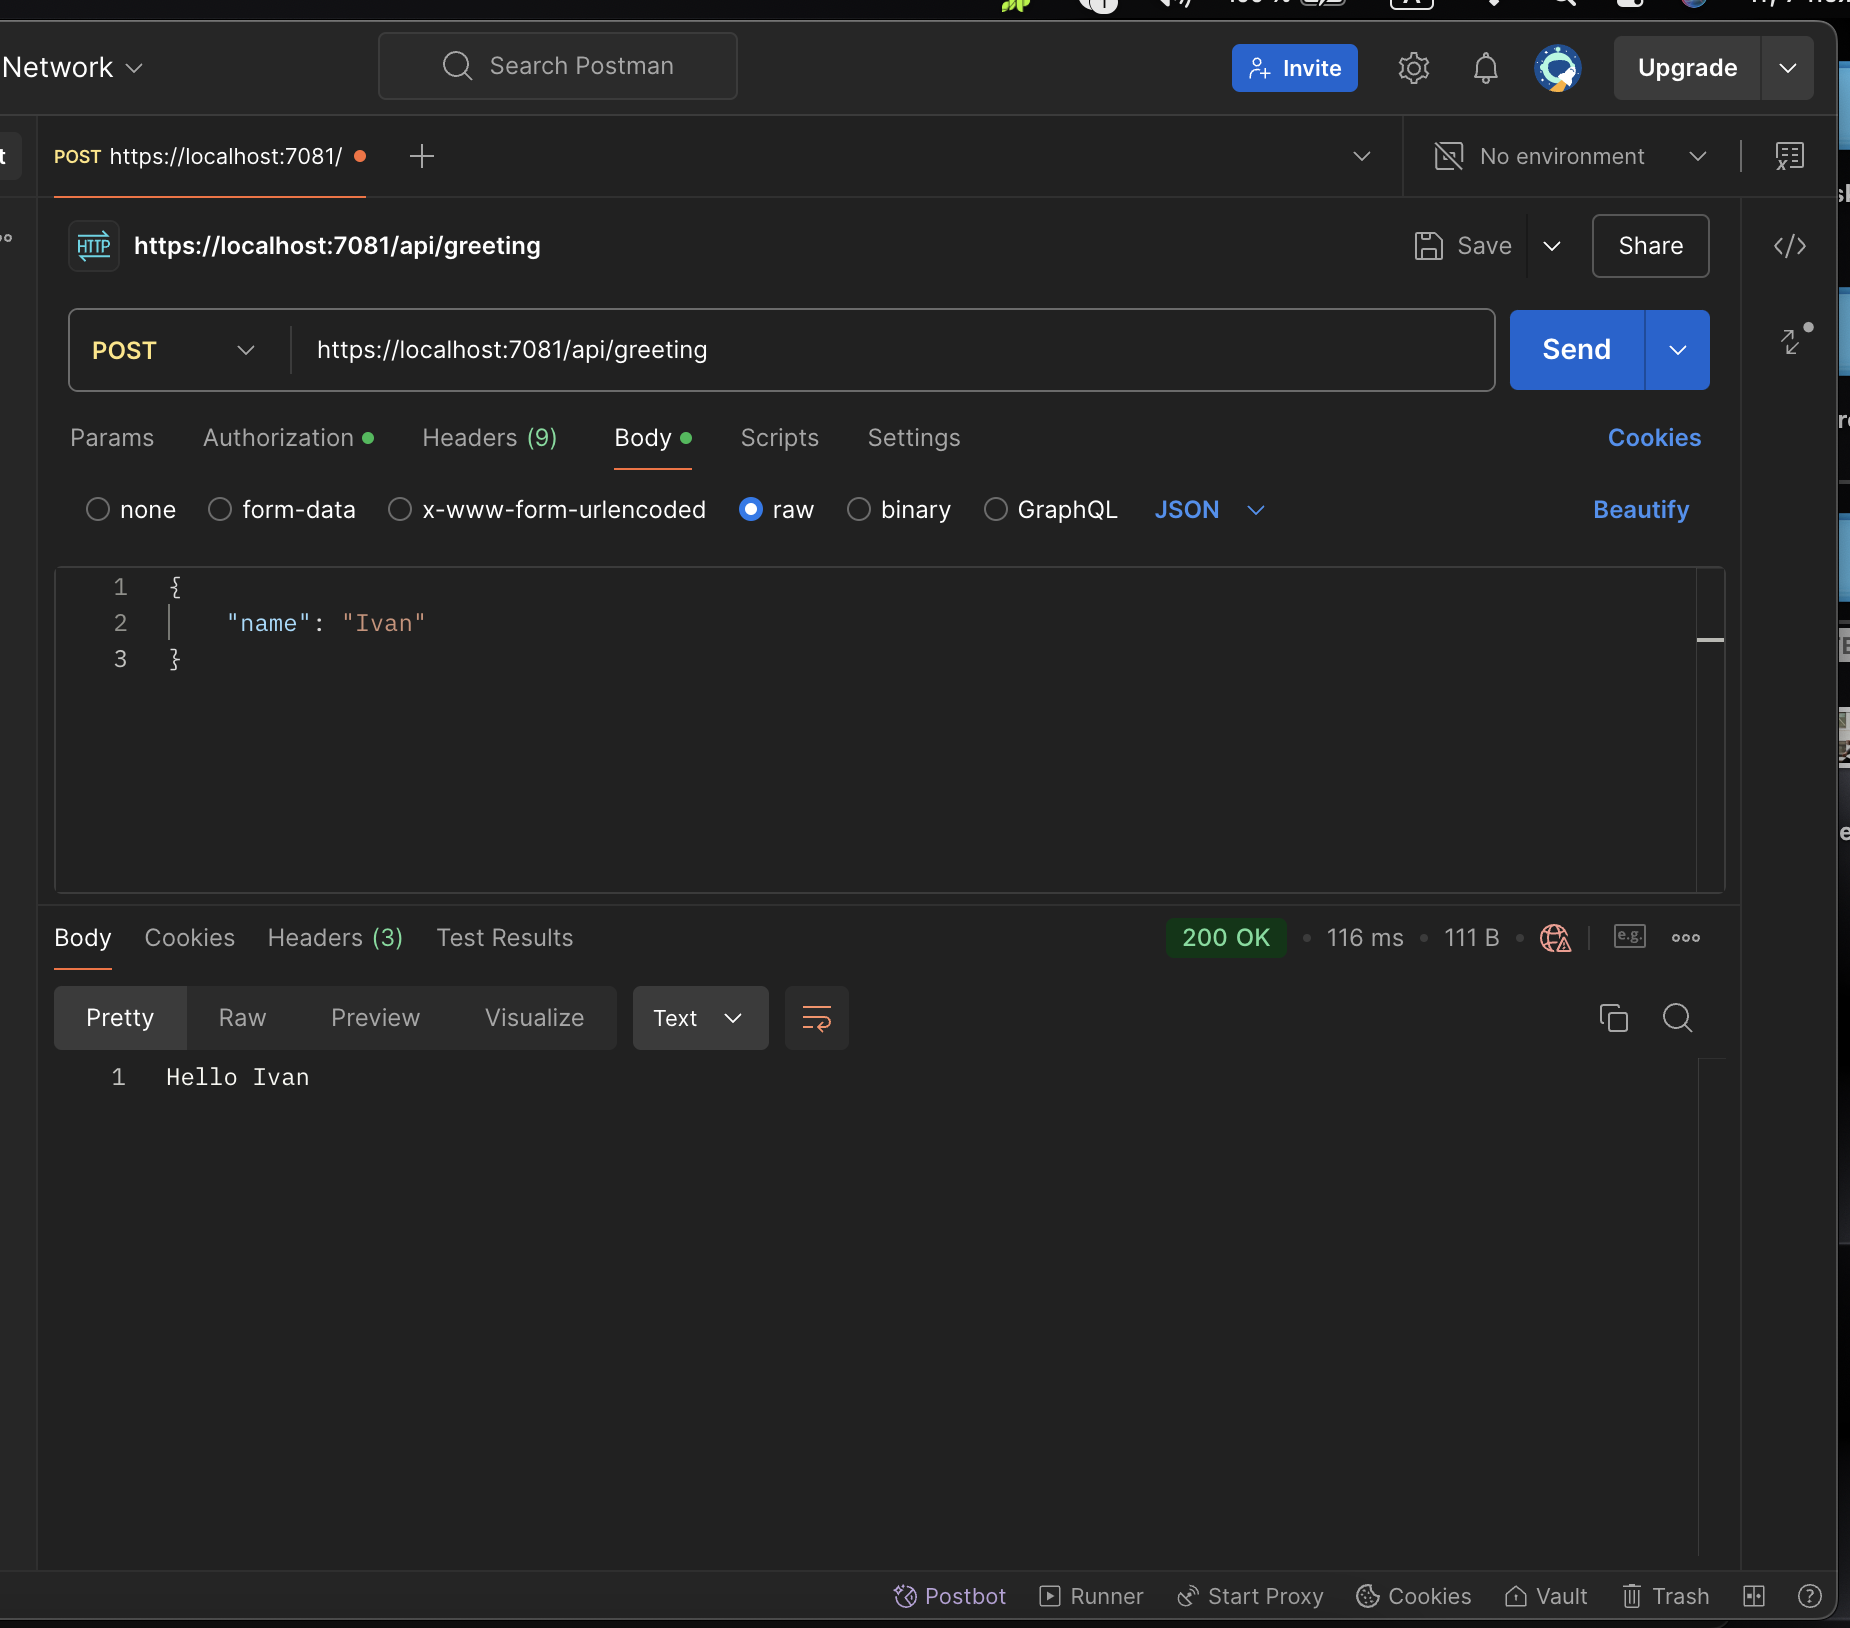 Network
Search Postman
Invite
Upgrade
POST https://localhost:7081/
No environment
HTTP https://localhost:7081/api/greeting
Save
Share
POST
https://localhost:7081/api/greeting
Send
Params
Authorization
Headers (9)
Body
Scripts
Settings
Cookies
none
form-data
x-www-form-urlencoded
raw
binary
GraphQL
JSON
Beautify
1 {
2 "name": "Ivan"
3 }
Body
Cookies
Headers (3)
Test Results
200 OK
116 ms
111 B
e.g.
Pretty
Raw
Preview
Visualize
Text
1 Hello Ivan
Postbot
Runner
Start Proxy
Cookies
Vault
Trash